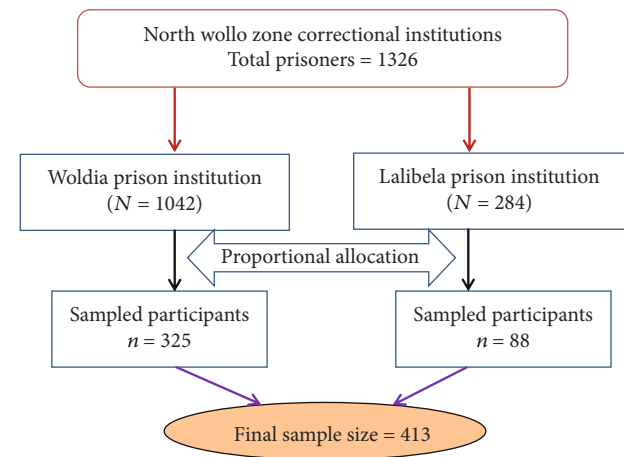 North wollo zone correctional institutions
Total prisoners = 1326
Woldia prison institution
(N = 1042)
Lalibela prison institution
(N = 284)
Proportional allocation
Sampled participants
n = 325
Sampled participants
n = 88
Final sample size = 413